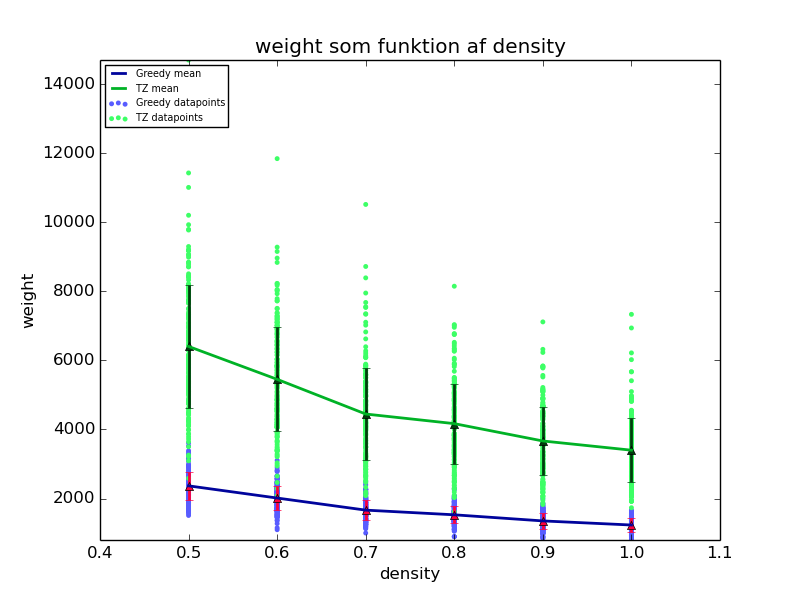 weight som funktion af density
Greedy mean
TZ mean
Greedy datapoints
TZ datapoints
14000
12000
10000
8000
6000
4000
2000
weight
0.4 0.5 0.6 0.7 0.8 0.9 1.0 1.1
density